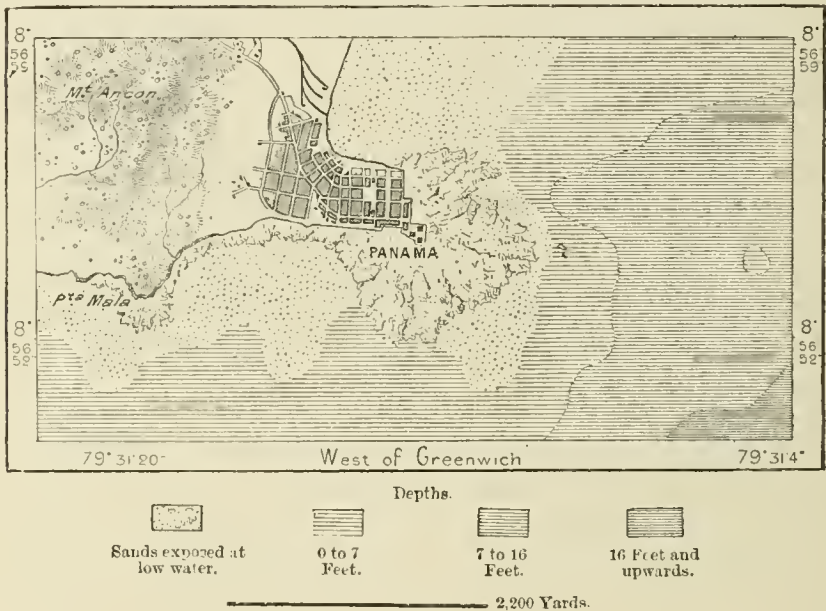 8°
56
59
8°
56
59
Mt Ancon
PANAMA
Pta Mala
8°
56
52
8°
56
52
79°31'20"
West of Greenwich
79°31'4"
Depths.
Sands exposed at
low water.
0 to 7
Feet.
7 to 16
Feet.
16 Feet and
upwards.
2,200 Yards.